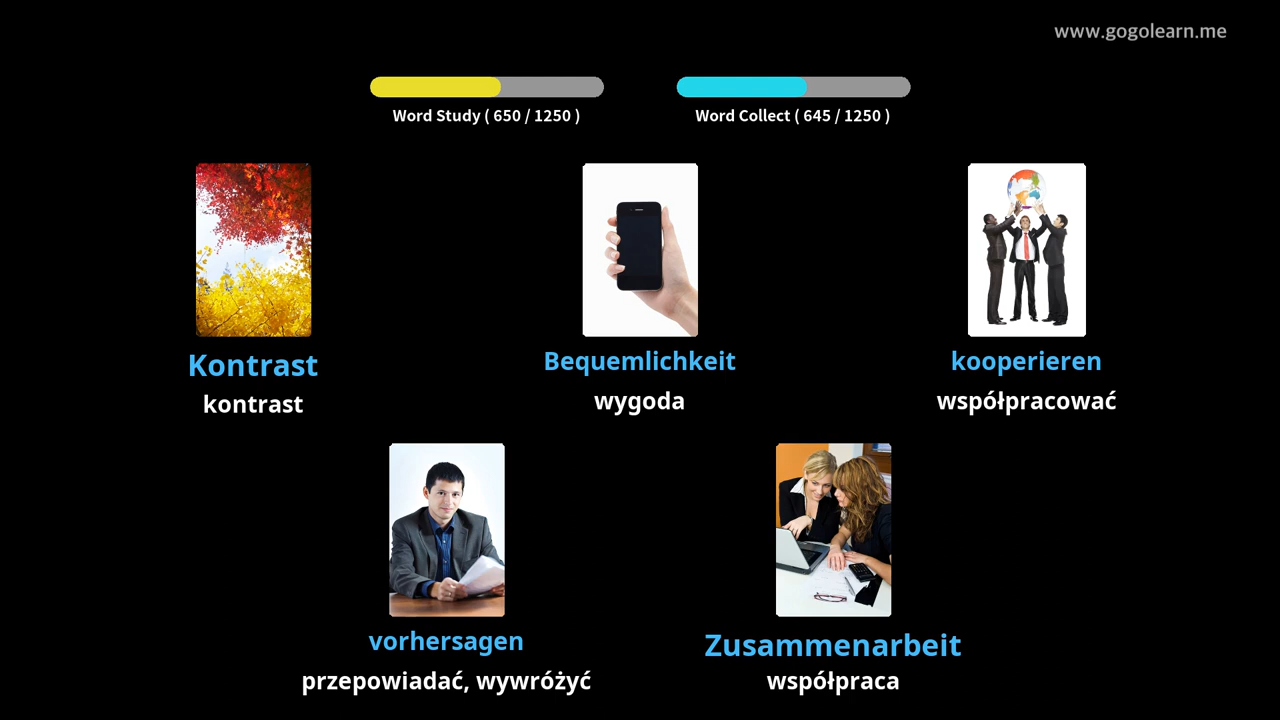 www.gogolearn.me
Word Study ( 650 / 1250 )
Word Collect ( 645 / 1250 )
Kontrast
kontrast
Bequemlichkeit
wygoda
kooperieren
współpracować
vorhersagen
przepowiadać, wywróżyć
Zusammenarbeit
współpraca